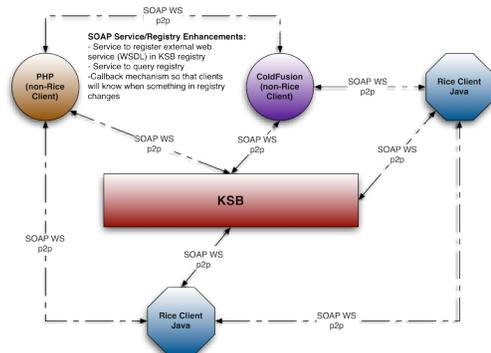 SOAP WS
p2p
SOAP Service/Registry Enhancements:
- Service to register external web
service (WSDL) in KSB registry
- Service to query registry
-Callback mechanism so that clients
will know when something in registry
changes
PHP
(non-Rice
Client)
ColdFusion
(non-Rice
Client)
Rice Client
Java
SOAP WS
p2p
SOAP WS
p2p
SOAP WS
p2p
SOAP WS
p2p
KSB
SOAP WS
p2p
SOAP WS
p2p
Rice Client
Java
SOAP WS
p2p